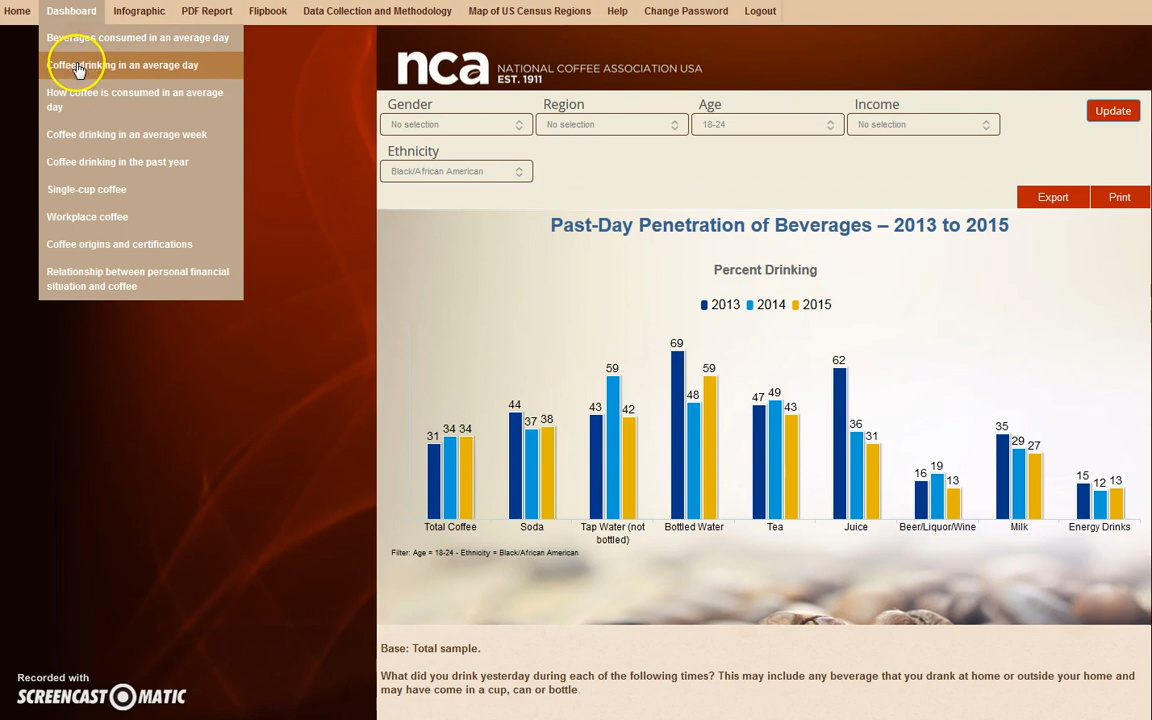 Home Dashboard Infographic PDF Report Flipbook Data Collection and Methodology Map of US Census Regions Help Change Password Logout
Beverages consumed in an average day
Coffee drinking in an average day
How coffee is consumed in an average
day
Coffee drinking in an average week
Coffee drinking in the past year
Single-cup coffee
Workplace coffee
Coffee origins and certifications
Relationship between personal financial
situation and coffee
nca NATIONAL COFFEE ASSOCIATION USA
EST. 1911
Gender Region Age Income
No selection No selection 18-24 No selection
Update
Ethnicity
Black/African American
Export Print
Past-Day Penetration of Beverages – 2013 to 2015
Percent Drinking
2013 2014 2015
31 34 34 44 37 38 43 59 42 69 48 59 47 49 43 62 36 31 16 19 13 35 29 27 15 12 13
Total Coffee Soda Tap Water (not Bottled Water Tea Juice Beer/Liquor/Wine Milk Energy Drinks
bottled)
Filter: Age = 18-24 - Ethnicity = Black/African American
Base: Total sample.
What did you drink yesterday during each of the following times? This may include any beverage that you drank at home or outside your home and
may have come in a cup, can or bottle.
Recorded with
SCREENCAST-O-MATIC